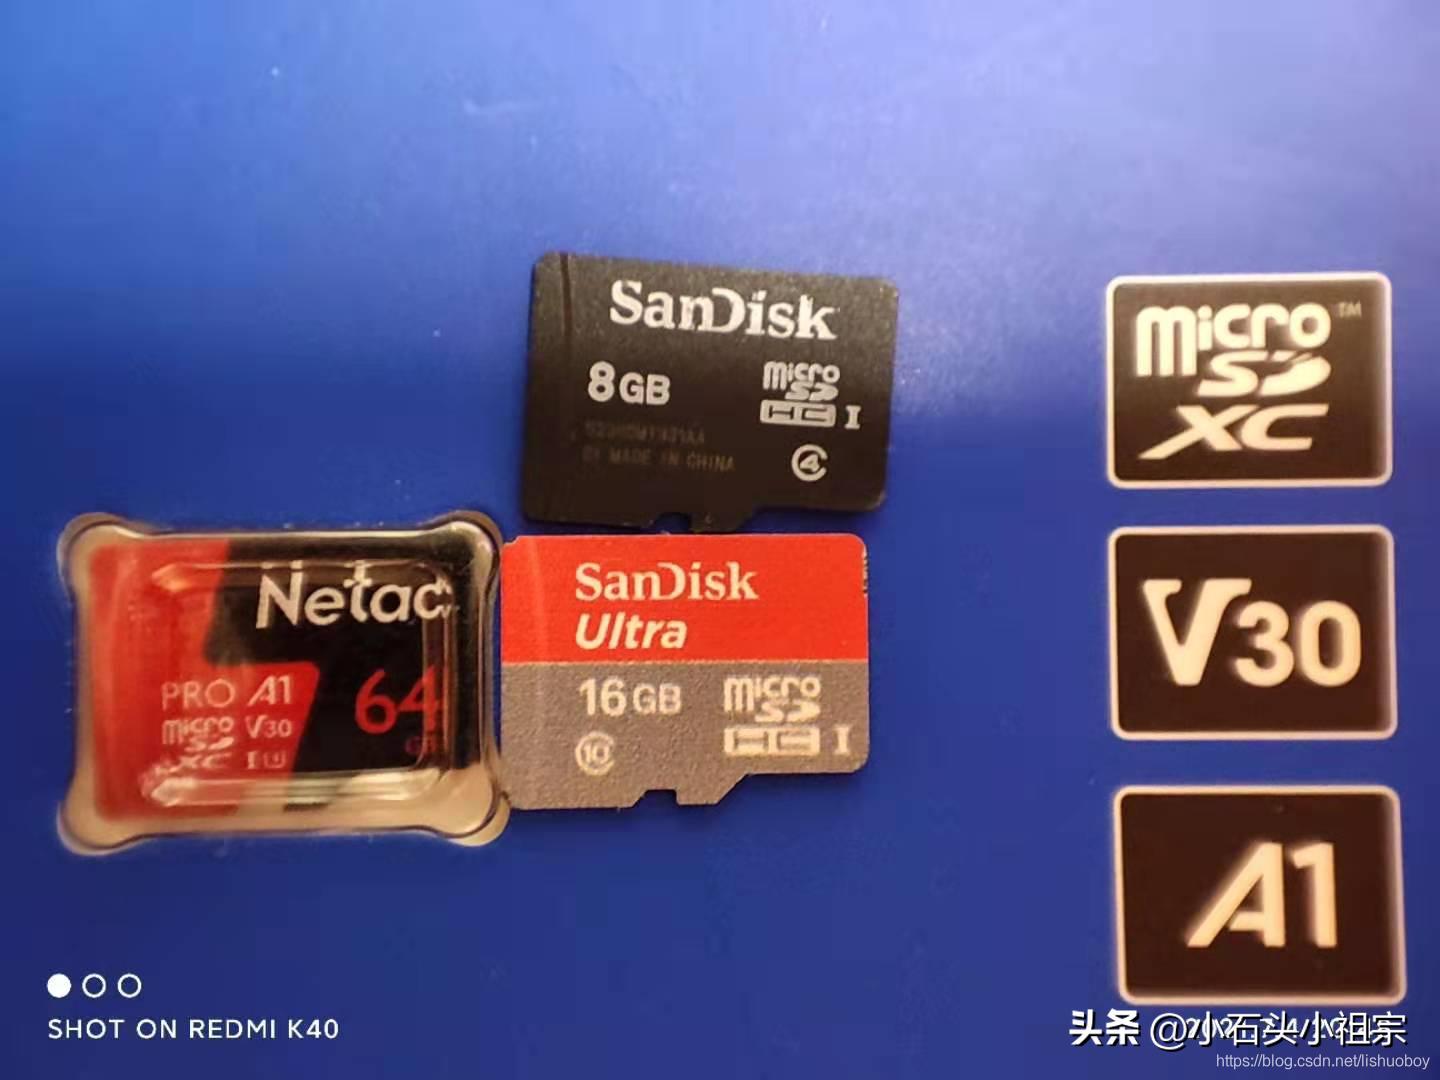 SanDisk
8GB
micro
SD
HC I
4
MADE IN CHINA
Netac
PRO A1
64
micro V30
SD
XC I U1
SanDisk
Ultra
16GB
micro
SD
HC I
10
micro™
SD
XC
V30
A1
SHOT ON REDMI K40
头条 @小石头小祖宗
https://blog.csdn.net/lishuoboy